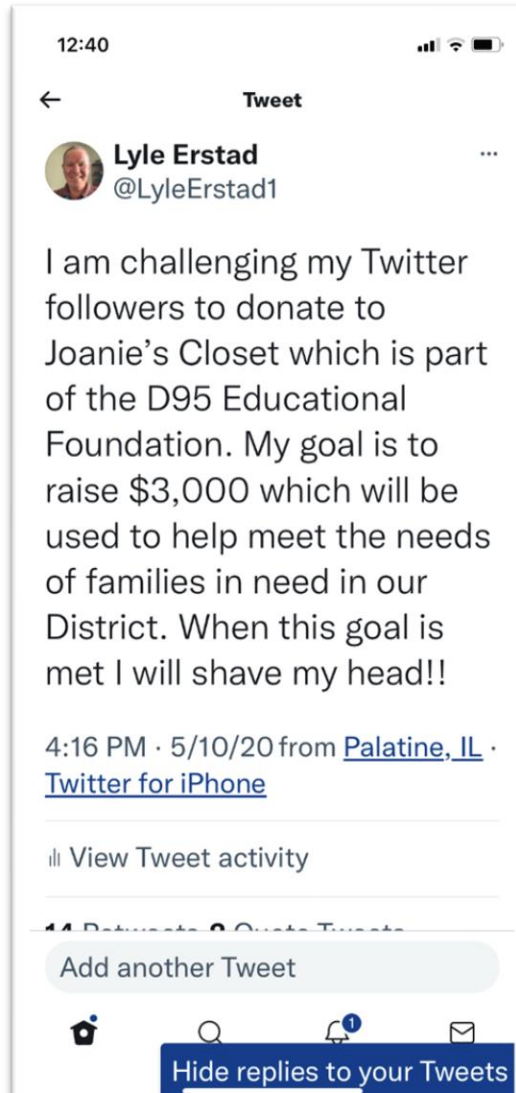 12:40
Tweet
Lyle Erstad
@LyleErstad1
I am challenging my Twitter
followers to donate to
Joanie’s Closet which is part
of the D95 Educational
Foundation. My goal is to
raise $3,000 which will be
used to help meet the needs
of families in need in our
District. When this goal is
met I will shave my head!!
4:16 PM · 5/10/20 from Palatine, IL ·
Twitter for iPhone
View Tweet activity
14 Retweets Quote Tweets
Add another Tweet
1
Hide replies to your Tweets